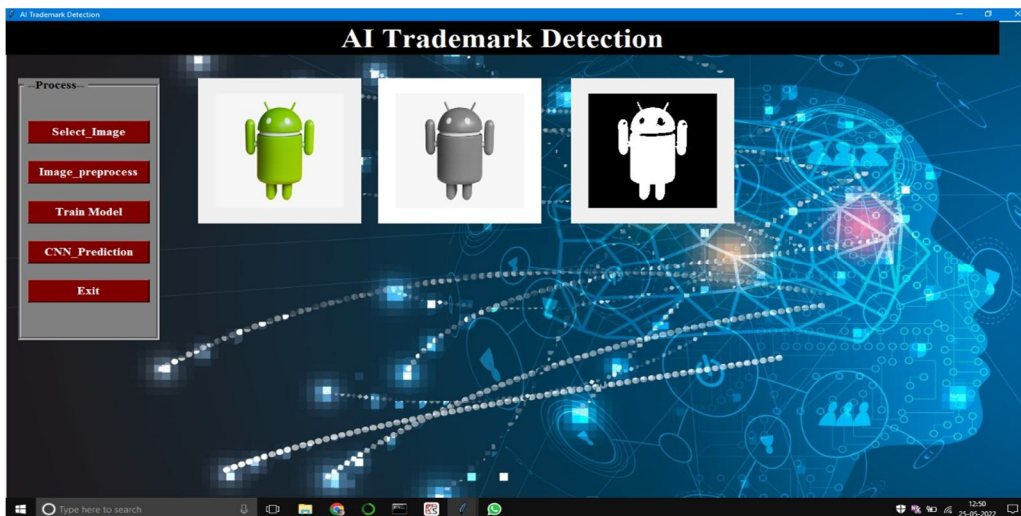 AI Trademark Detection
AI Trademark Detection
--Process--
Select_Image
Image_preprocess
Train Model
CNN_Prediction
Exit
Type here to search
12:50
25-05-2022